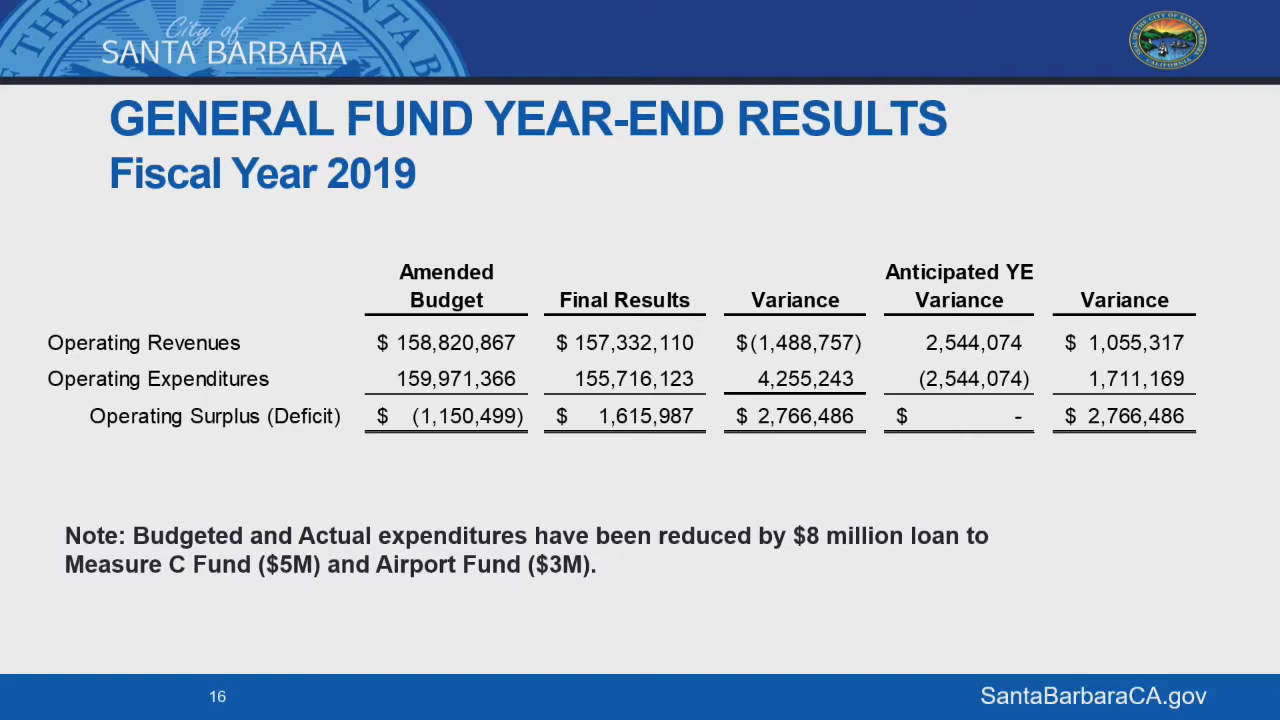 City of
SANTA BARBARA
GENERAL FUND YEAR-END RESULTS
Fiscal Year 2019
Amended Budget Final Results Variance Anticipated YE Variance Variance
Operating Revenues $ 158,820,867 $ 157,332,110 $ (1,488,757) 2,544,074 $ 1,055,317
Operating Expenditures 159,971,366 155,716,123 4,255,243 (2,544,074) 1,711,169
Operating Surplus (Deficit) $ (1,150,499) $ 1,615,987 $ 2,766,486 $ - $ 2,766,486
Note: Budgeted and Actual expenditures have been reduced by $8 million loan to
Measure C Fund ($5M) and Airport Fund ($3M).
16
SantaBarbaraCA.gov